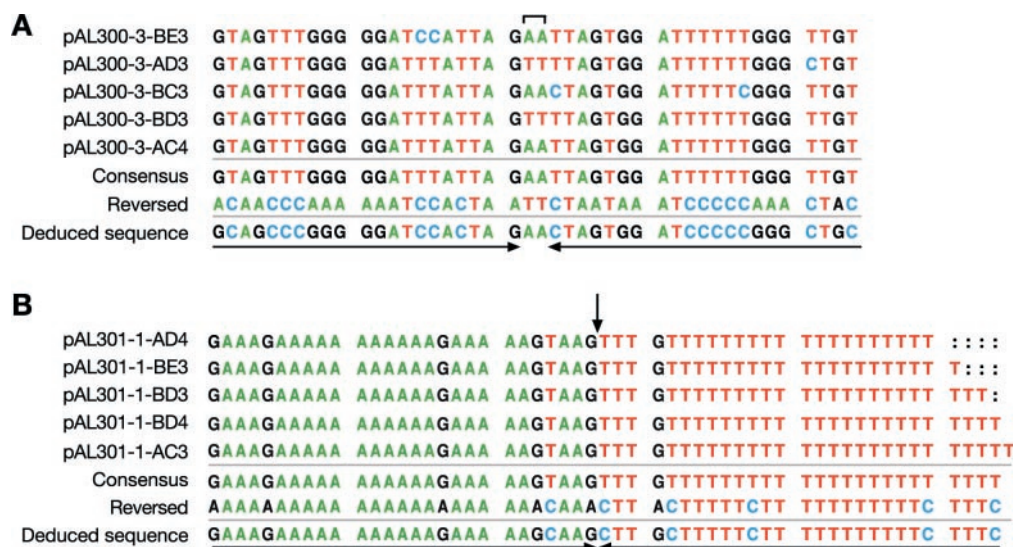 A
pAL300-3-BE3 GTAGTTTGGG GGATCCATTA GAATTAGTGG ATTTTTTGGG TTGT
pAL300-3-AD3 GTAGTTTGGG GGATTTATTA GTTTTAGTGG ATTTTTTGGG CTGT
pAL300-3-BC3 GTAGTTTGGG GGATTTATTA GAACTAGTGG ATTTTTCGGG TTGT
pAL300-3-BD3 GTAGTTTGGG GGATTTATTA GTTTTAGTGG ATTTTTTGGG TTGT
pAL300-3-AC4 GTAGTTTGGG GGATTTATTA GAATTAGTGG ATTTTTTGGG TTGT
Consensus GTAGTTTGGG GGATTTATTA GAATTAGTGG ATTTTTTGGG TTGT
Reversed ACAACCCAAA AAATCCACTA ATTCTAATAA ATCCCCCAAA CTAC
Deduced sequence GCAGCCCGGG GGATCCACTA GAACTAGTGG ATCCCCCGGG CTGC
B
pAL301-1-AD4 GAAAGAAAAA AAAAAAGAAA AAGTAAGTTT GTTTTTTTTT TTTTTTTTTT ::::
pAL301-1-BE3 GAAAGAAAAA AAAAAAGAAA AAGTAAGTTT GTTTTTTTTT TTTTTTTTTT T:::
pAL301-1-BD3 GAAAGAAAAA AAAAAAGAAA AAGTAAGTTT GTTTTTTTTT TTTTTTTTTT TTT:
pAL301-1-BD4 GAAAGAAAAA AAAAAAGAAA AAGTAAGTTT GTTTTTTTTT TTTTTTTTTT TTTT
pAL301-1-AC3 GAAAGAAAAA AAAAAAGAAA AAGTAAGTTT GTTTTTTTTT TTTTTTTTTT TTTTT
Consensus GAAAGAAAAA AAAAAAGAAA AAGTAAGTTT GTTTTTTTTT TTTTTTTTTT TTTT
Reversed AAAAAAAAAA AAAAAAAAAA AAACAAACTT ACTTTTTCTT TTTTTTTTTC TTTC
Deduced sequence GAAAGAAAAA AAAAAAGAAA AAGCAAGCTT GCTTTTTCTT TTTTTTTTTC TTTC